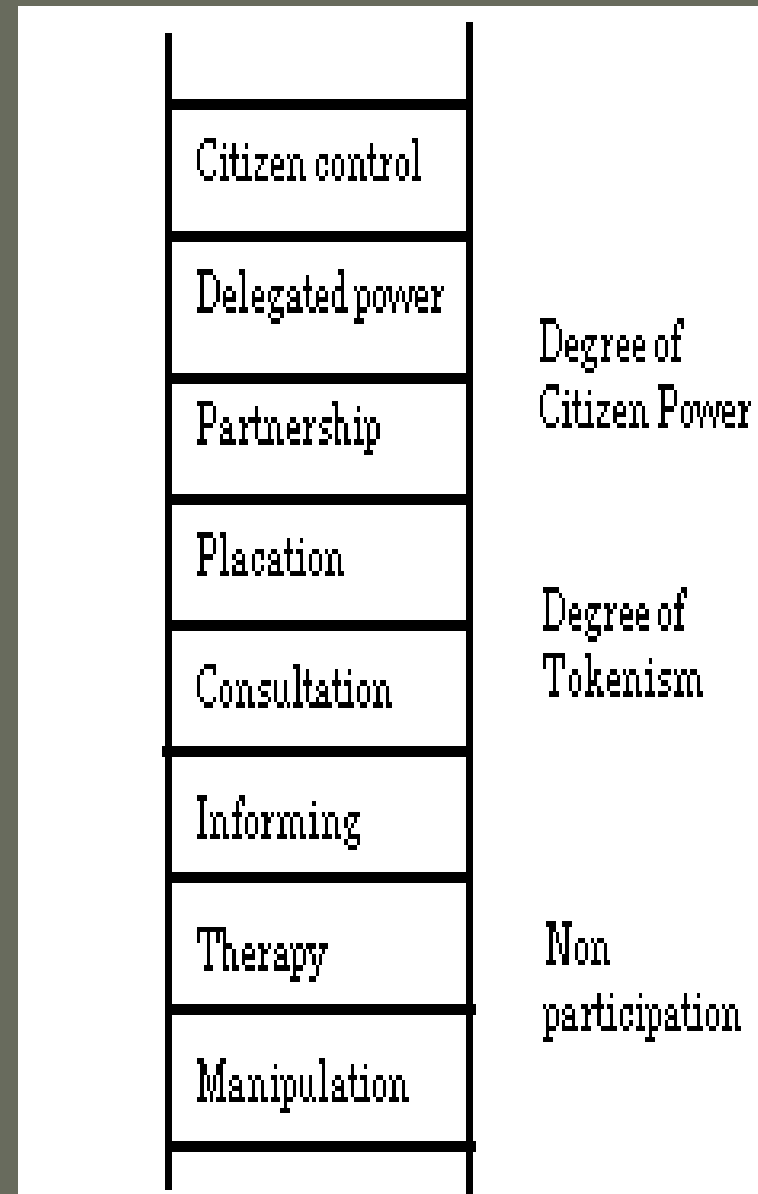 Citizen control
Delegated power
Partnership
Placation
Consultation
Informing
Therapy
Manipulation
Degree of
Citizen Power
Degree of
Tokenism
Non
participation